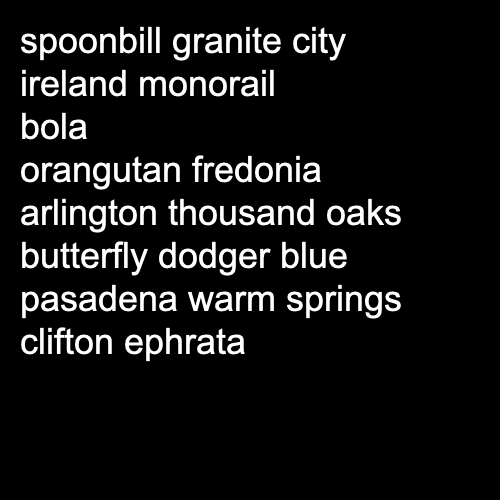 spoonbill granite city
ireland monorail
bola
orangutan fredonia
arlington thousand oaks
butterfly dodger blue
pasadena warm springs
clifton ephrata